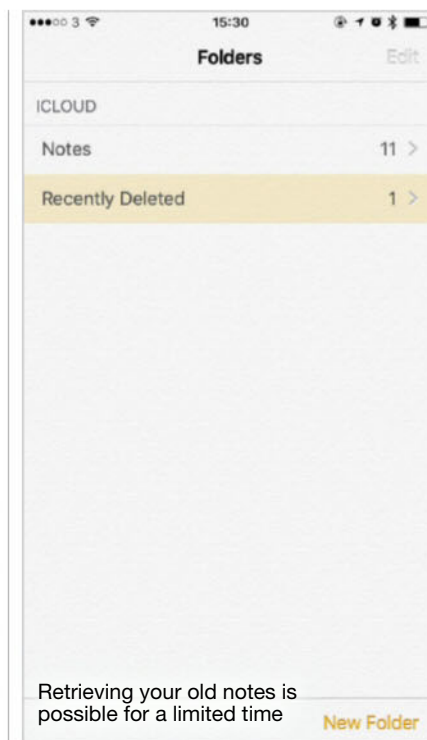 3 15:30
Folders Edit
ICLOUD
Notes 11 >
Recently Deleted 1 >
Retrieving your old notes is
possible for a limited time
New Folder